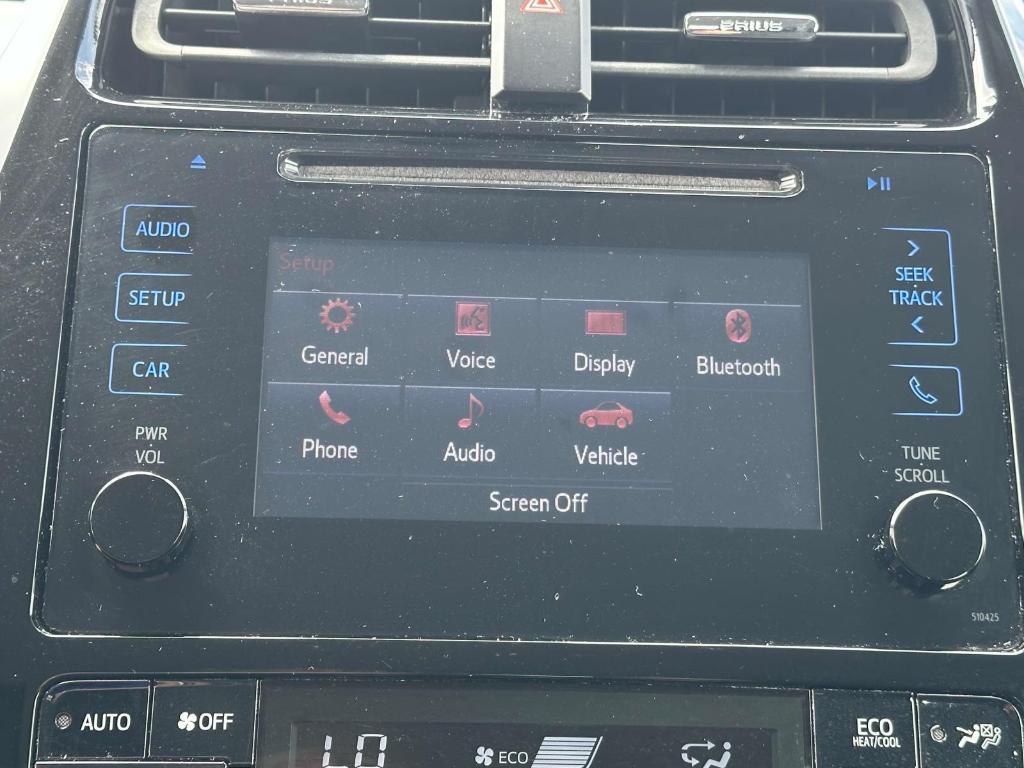 PRIUS
PRIUS
AUDIO
SETUP
CAR
PWR
VOL
Setup
General
Voice
Display
Bluetooth
Phone
Audio
Vehicle
Screen Off
SEEK
TRACK
TUNE
SCROLL
510425
AUTO
OFF
LO
ECO
ECO
HEAT/COOL